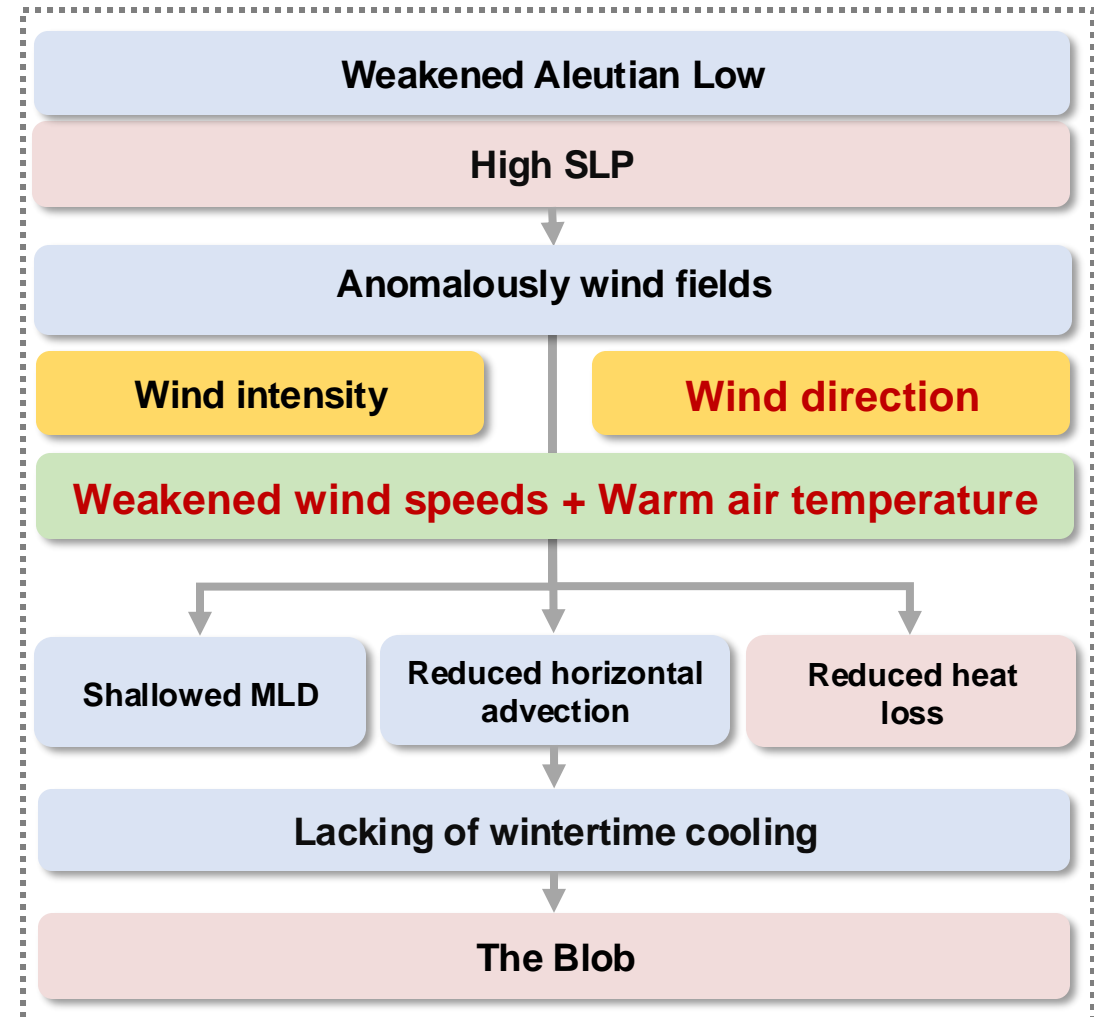 Weakened Aleutian Low
High SLP
Anomalously wind fields
Wind intensity
Wind direction
Weakened wind speeds + Warm air temperature
Shallowed MLD
Reduced horizontal
advection
Reduced heat
loss
Lacking of wintertime cooling
The Blob